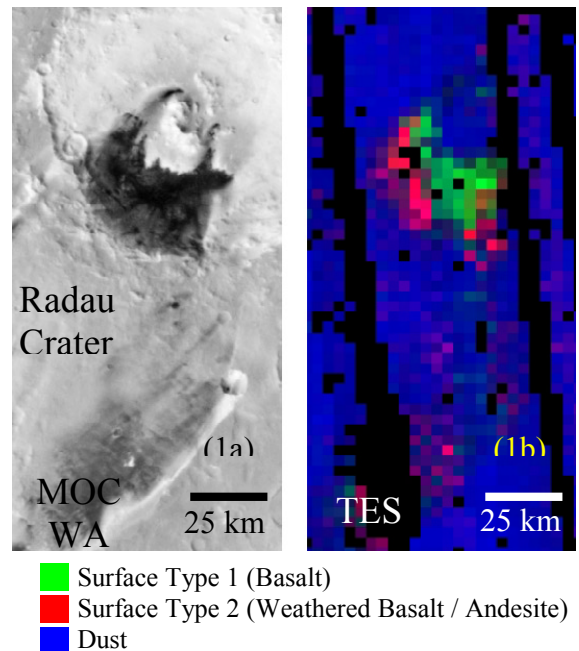 Radau
Crater
(1a)
MOC
WA
25 km
(1b)
TES
25 km
Surface Type 1 (Basalt)
Surface Type 2 (Weathered Basalt / Andesite)
Dust